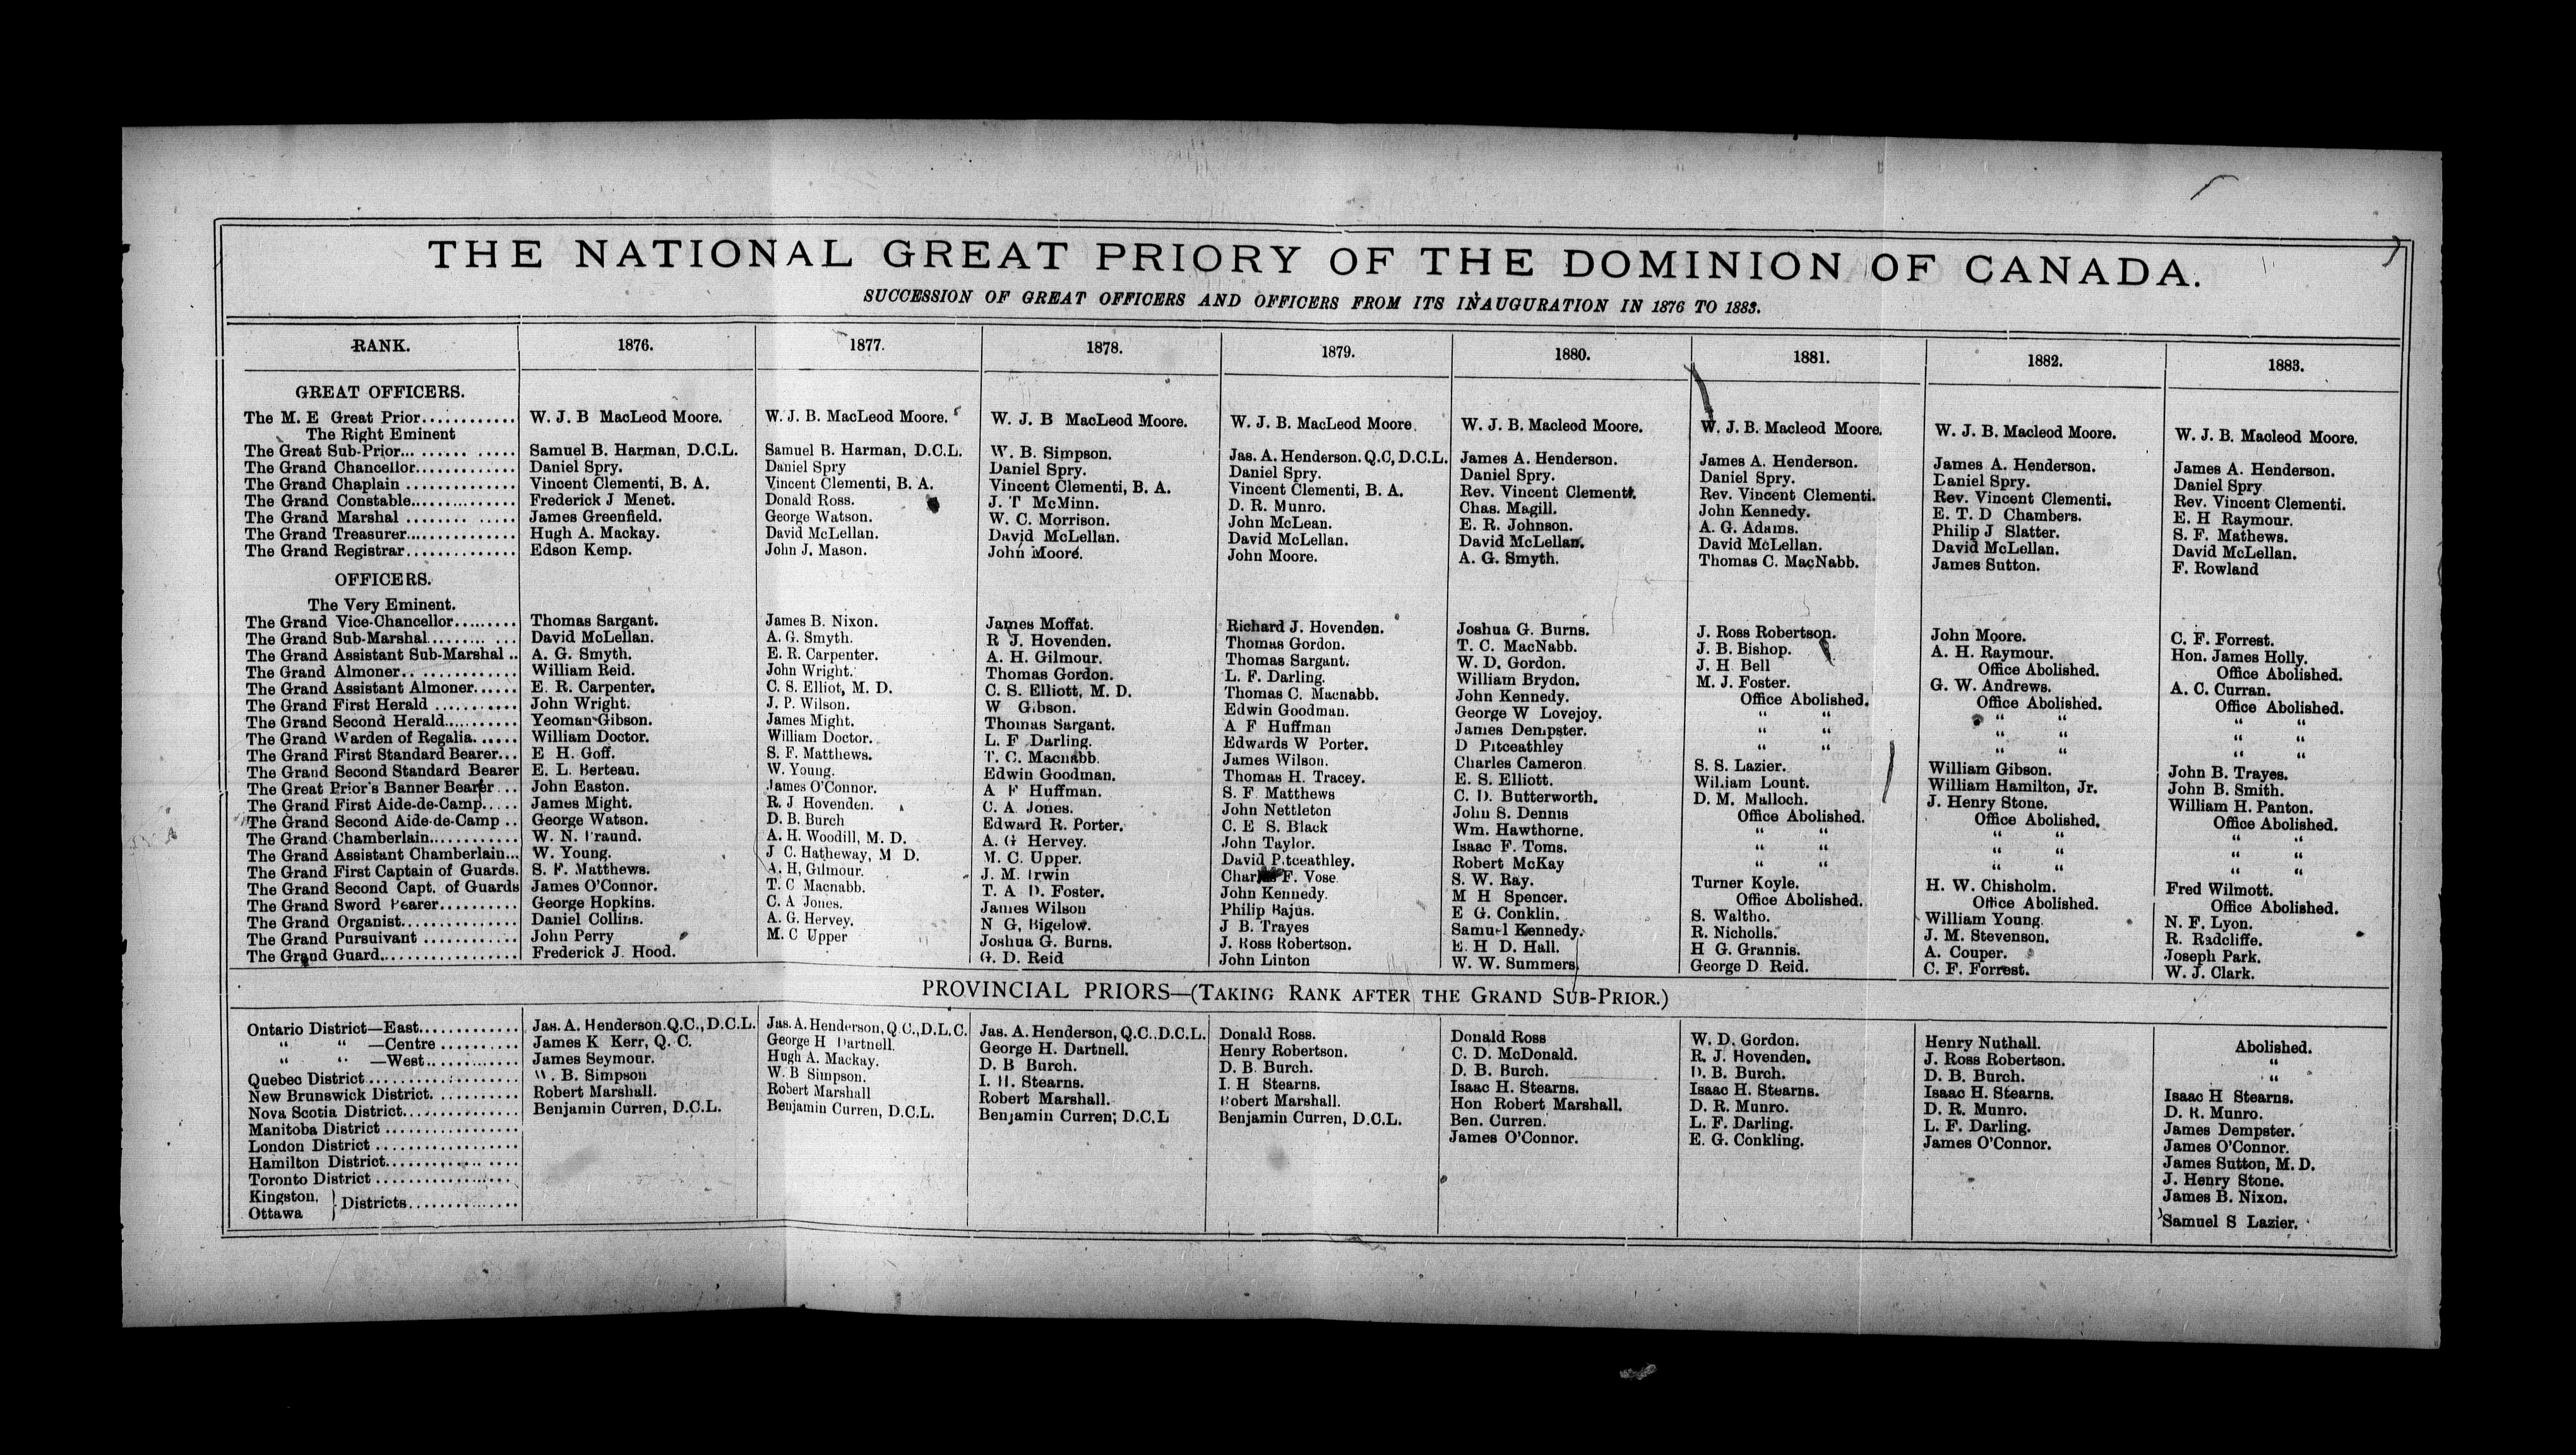 THE NATIONAL GREAT PRIORY OF THE DOMINION OF CANADA.
SUCCESSION OF GREAT OFFICERS AND OFFICERS FROM ITS INAUGURATION IN 1876 TO 1883.
RANK. 1876. 1877. 1878. 1879. 1880. 1881. 1882. 1883.
GREAT OFFICERS.
The M. E Great Prior............ W. J. B MacLeod Moore. W. J. B. MacLeod Moore. W. J. B MacLeod Moore. W. J. B. MacLeod Moore. W. J. B. Macleod Moore. W. J. B. Macleod Moore. W. J. B. Macleod Moore. W. J. B. Macleod Moore.
The Right Eminent
The Great Sub-Prior............ Samuel B. Harman, D.C.L. Samuel B. Harman, D.C.L. W. B. Simpson. Jas. A. Henderson. Q.C, D.C.L. James A. Henderson. James A. Henderson. James A. Henderson. James A. Henderson.
The Grand Chancellor............ Daniel Spry. Daniel Spry Daniel Spry. Daniel Spry. Daniel Spry. Daniel Spry. Daniel Spry. Daniel Spry
The Grand Chaplain ............ Vincent Clementi, B. A. Vincent Clementi, B. A. Vincent Clementi, B. A. Vincent Clementi, B. A. Rev. Vincent Clementi. Rev. Vincent Clementi. Rev. Vincent Clementi. Rev. Vincent Clementi.
The Grand Constable............ Frederick J Menet. Donald Ross. J. T McMinn. D. R. Munro. Chas. Magill. John Kennedy. E. T. D Chambers. E. H Raymour.
The Grand Marshal ............ James Greenfield. George Watson. W. C. Morrison. John McLean. E. R. Johnson. A. G. Adams. Philip J Slatter. S. F. Mathews.
The Grand Treasurer............ Hugh A. Mackay. David McLellan. David McLellan. David McLellan. David McLellan. David McLellan. David McLellan. David McLellan.
The Grand Registrar............ Edson Kemp. John J. Mason. John Moore. John Moore. A. G. Smyth. Thomas C. MacNabb. James Sutton. F. Rowland
OFFICERS.
The Very Eminent.
The Grand Vice-Chancellor......... Thomas Sargant. James B. Nixon. James Moffat. Richard J. Hovenden. Joshua G. Burns. J. Ross Robertson. John Moore. C. F. Forrest.
The Grand Sub-Marshal............ David McLellan. A. G. Smyth. R J. Hovenden. Thomas Gordon. T. C. MacNabb. J. B. Bishop. A. H. Raymour. Hon. James Holly.
The Grand Assistant Sub-Marshal .. A. G. Smyth. E. R. Carpenter. A. H. Gilmour. Thomas Sargant. W. D. Gordon. J. H Bell Office Abolished. Office Abolished.
The Grand Almoner............ William Reid. John Wright. Thomas Gordon. L. F. Darling. William Brydon. M. J. Foster. G. W. Andrews. A. C. Curran.
The Grand Assistant Almoner...... E. R. Carpenter. C. S. Elliot, M. D. C. S. Elliott, M. D. Thomas C. Macnabb. John Kennedy. Office Abolished. Office Abolished. Office Abolished.
The Grand First Herald ............ John Wright. J. P. Wilson. W Gibson. Edwin Goodman. George W Lovejoy. “ “ “ “ “ “
The Grand Second Herald............ Yeoman Gibson. James Might. Thomas Sargant. A F Huffman James Dempster. “ “ “ “ “ “
The Grand Warden of Regalia...... William Doctor. William Doctor. L. F Darling. Edwards W Porter. D Pitceathley “ “ “ “ “ “
The Grand First Standard Bearer... E H. Goff. S. F. Matthews. T. C. Macnabb. James Wilson. Charles Cameron S. S. Lazier. William Gibson. John B. Trayes.
The Grand Second Standard Bearer E. L. Berteau. W. Young. Edwin Goodman. Thomas H. Tracey. E. S. Elliott. William Lount. William Hamilton, Jr. John B. Smith.
The Great Prior's Banner Bearer ... John Easton. James O'Connor. A F Huffman. S. F. Matthews C. D. Butterworth. D. M. Malloch. J. Henry Stone. William H. Panton.
The Grand First Aide-de-Camp..... James Might. R. J Hovenden. C. A. Jones. John Nettleton John S. Dennis Office Abolished. Office Abolished. Office Abolished.
The Grand Second Aide-de-Camp .. George Watson. D. B. Burch Edward R. Porter. C. E S. Black Wm. Hawthorne. “ “ “ “ “ “
The Grand Chamberlain............ W. N. A. H. Woodill, M. D. A. G Hervey. John Taylor. Isaac F. Toms. “ “ “ “ “ “
The Grand Assistant Chamberlain... W. Young. J C. Hatheway, M D. M. C. Upper. David Pitceathley. Robert McKay “ “ “ “ “ “
The Grand First Captain of Guards. S. F. Matthews. A. H, Gilmour. J. M. Irwin F. Vose. S. W. Ray. Turner Koyle. H. W. Chisholm. Fred Wilmott.
The Grand Second Capt. of Guards James O'Connor. T. C Macnabb. T. A D. Foster. John Kennedy. M H Spencer. Office Abolished. Office Abolished. Office Abolished.
The Grand Sword Bearer.......... George Hopkins. C. A Jones. James Wilson Philip Bajus. E G. Conklin. S. Waltho. William Young. N. F. Lyon.
The Grand Organist............ Daniel Collins. A. G. Hervey. N G, Bigelow. J B. Trayes Samuel Kennedy. R. Nicholls. J. M. Stevenson. R. Radcliffe.
The Grand Pursuivant ............ John Perry M. C Upper Joshua G. Burns. J. Ross Robertson. E. H D. Hall. H G. Grannis. A. Couper. Joseph Park.
The Grand Guard................ Frederick J. Hood. G. D. Reid John Linton W. W. Summers. George D. Reid. C. F. Forrest. W. J. Clark.
PROVINCIAL PRIORS—(TAKING RANK AFTER THE GRAND SUB-PRIOR.)
Ontario District—East............ Jas. A. Henderson.Q.C., D.C.L. Jas. A. Henderson, Q.C., D.L.C. Jas. A. Henderson, Q.C..D.C.L. Donald Ross. Donald Ross W. D. Gordon. Henry Nuthall. Abolished.
“ “ —Centre .......... James K Kerr, Q. C. George H Dartnell. George H. Dartnell. Henry Robertson. C. D. McDonald. R. J. Hovenden. J. Ross Robertson. “
“ “ —West............ James Seymour. Hugh A. Mackay. D. B Burch. D. B. Burch. D. B. Burch. D. B. Burch. D. B. Burch. “
Quebec District.................. W. B. Simpson W. B Simpson. I. H. Stearns. I. H Stearns. Isaac H. Stearns. Isaac H. Stearns. Isaac H. Stearns. Isaac H Stearns.
New Brunswick District........... Robert Marshall. Robert Marshall Robert Marshall. Robert Marshall. Hon Robert Marshall. D. R. Munro. D. R. Munro. D. R. Munro.
Nova Scotia District............ Benjamin Curren, D.C.L. Benjamin Curren, D.C.L. Benjamin Curren, D.C.L Benjamin Curren, D.C.L. Ben. Curren. L. F. Darling. L. F. Darling. James Dempster.
Manitoba District ................ James O'Connor. E. G. Conkling. James O'Connor. James O'Connor.
London District .................. James Sutton, M. D.
Hamilton District................ J. Henry Stone.
Toronto District ................ James B. Nixon.
Kingston, Ottawa } Districts............ Samuel S Lazier.